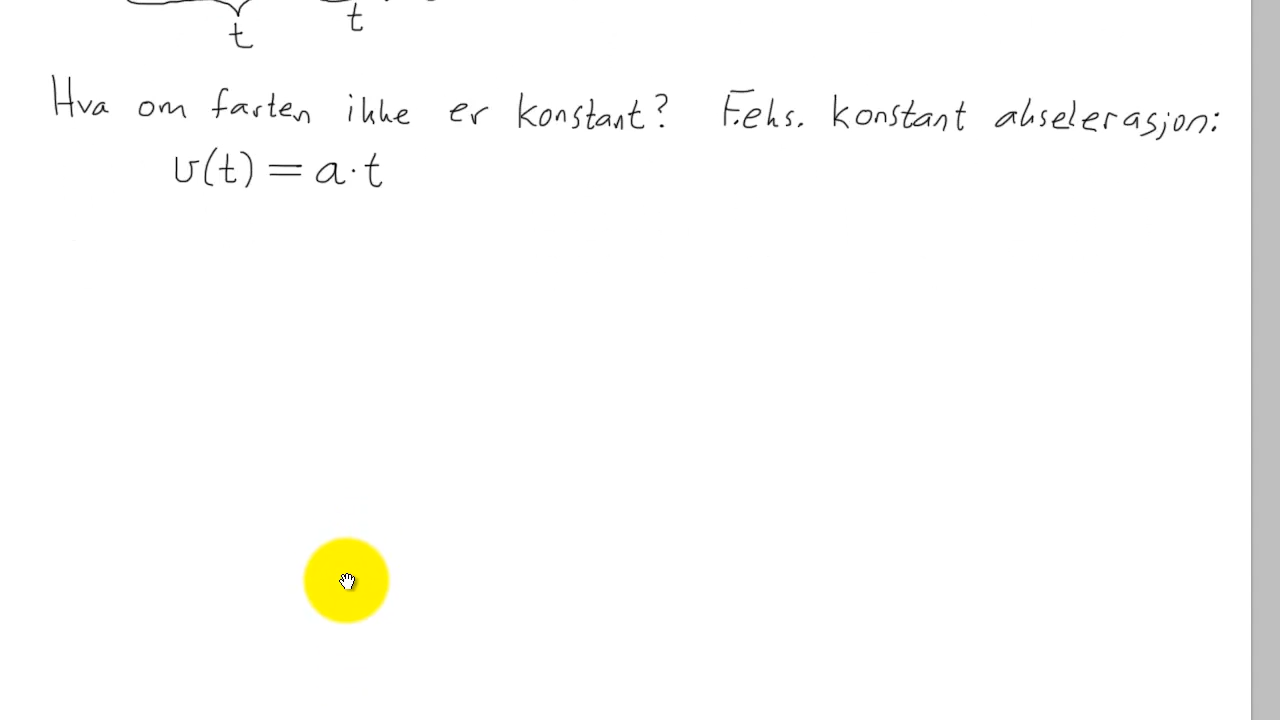 t t
Hva om farten ikke er konstant? F.eks. konstant akselerasjon:
v(t) = a·t